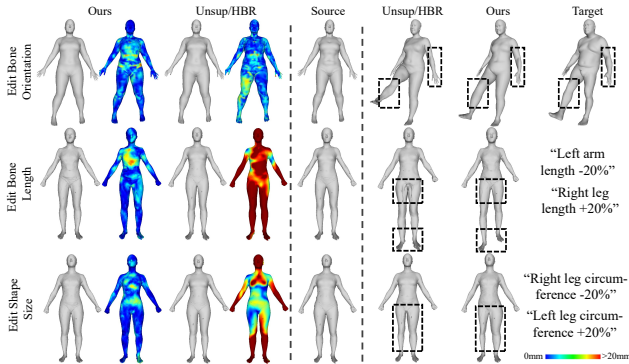 Ours Unsup/HBR Source Unsup/HBR Ours Target
Edit Bone
Orientation
Edit Bone
Length
“Left arm
length -20%”
“Right leg
length +20%”
Edit Shape
Size
“Right leg circum-
ference -20%”
“Left leg circum-
ference +20%”
0mm >20mm